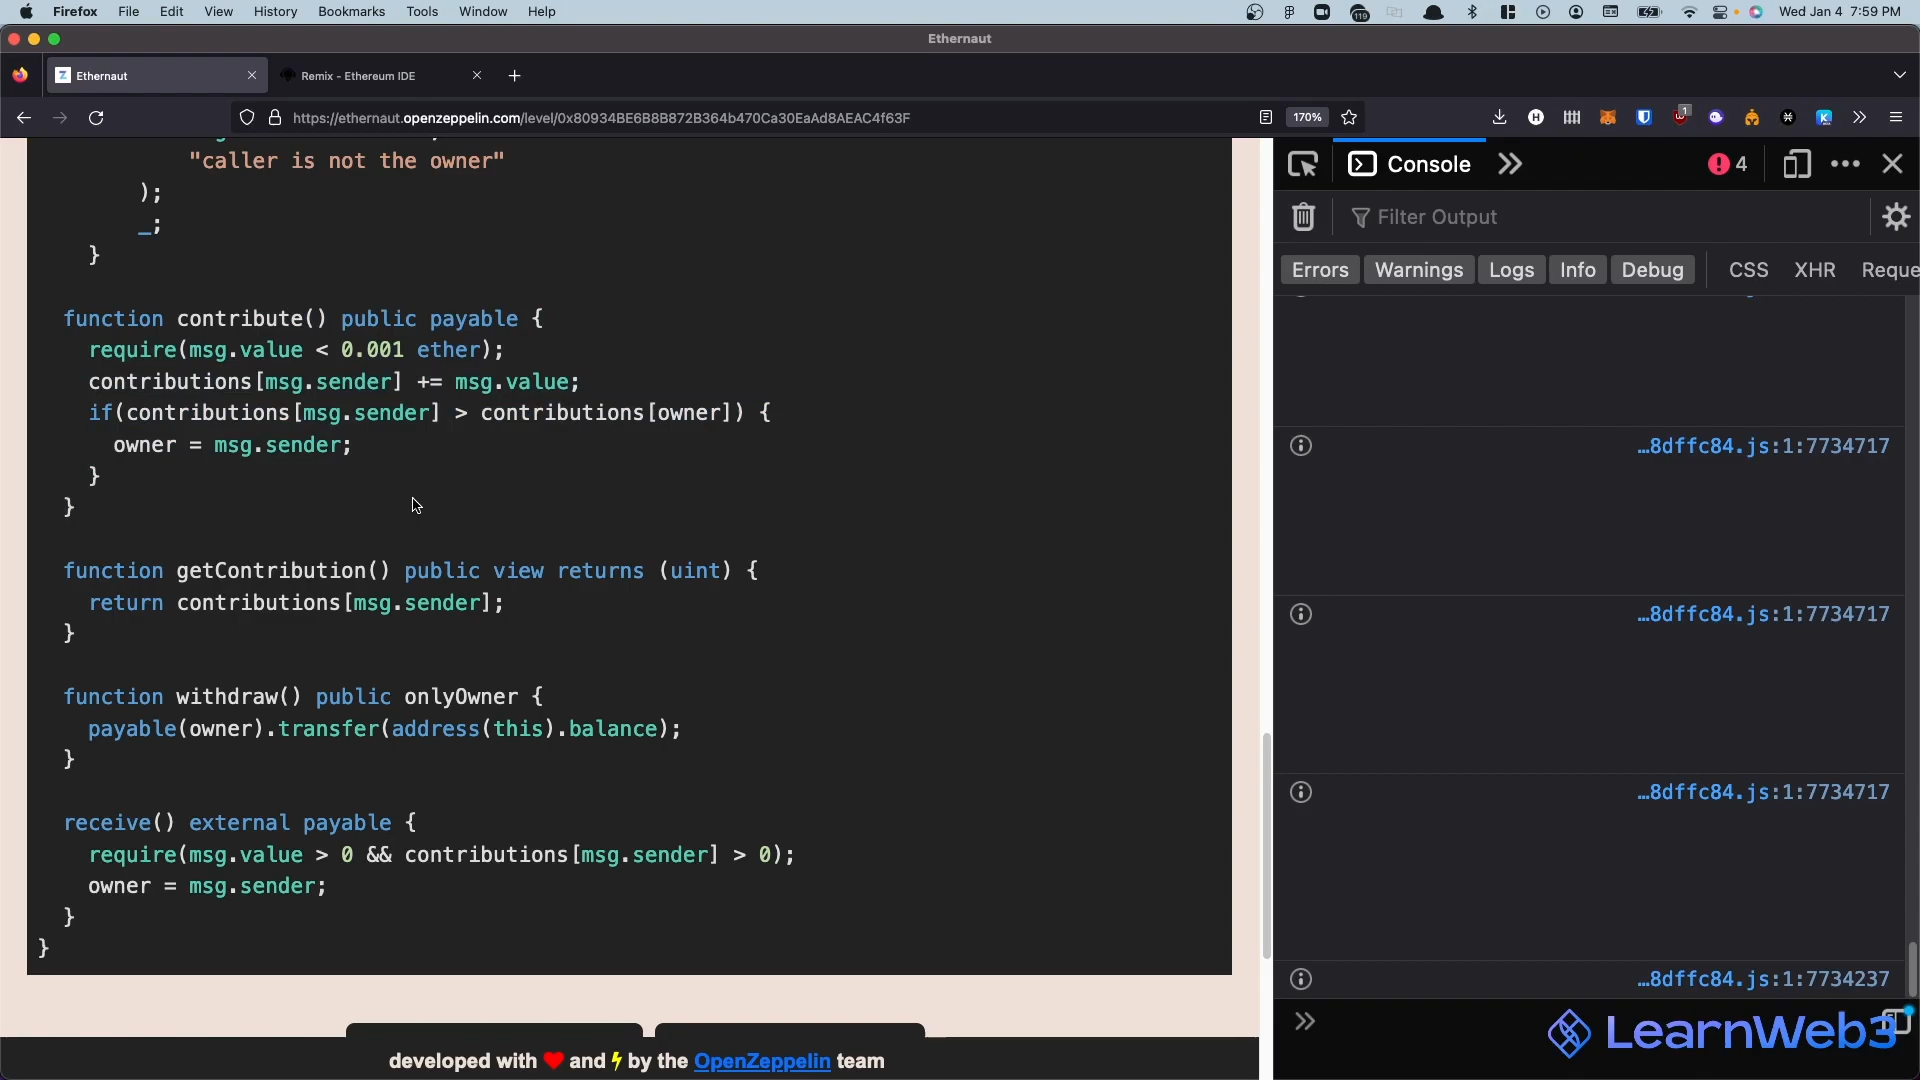 Firefox File Edit View History Bookmarks Tools Window Help
119
Wed Jan 4 7:59 PM
Ethernaut
Ethernaut
Remix - Ethereum IDE
https://ethernaut.openzeppelin.com/level/0x80934BE6B8B872B364b470Ca30EaAd8AEAC4f63F
170%
1
"caller is not the owner"
);
_;
}
function contribute() public payable {
require(msg.value < 0.001 ether);
contributions[msg.sender] += msg.value;
if(contributions[msg.sender] > contributions[owner]) {
owner = msg.sender;
}
}
function getContribution() public view returns (uint) {
return contributions[msg.sender];
}
function withdraw() public onlyOwner {
payable(owner).transfer(address(this).balance);
}
receive() external payable {
require(msg.value > 0 && contributions[msg.sender] > 0);
owner = msg.sender;
}
}
developed with ❤️ and ⚡ by the OpenZeppelin team
Console
4
Filter Output
Errors Warnings Logs Info Debug CSS XHR Reque
…8dffc84.js:1:7734717
…8dffc84.js:1:7734717
…8dffc84.js:1:7734717
…8dffc84.js:1:7734237
LearnWeb3